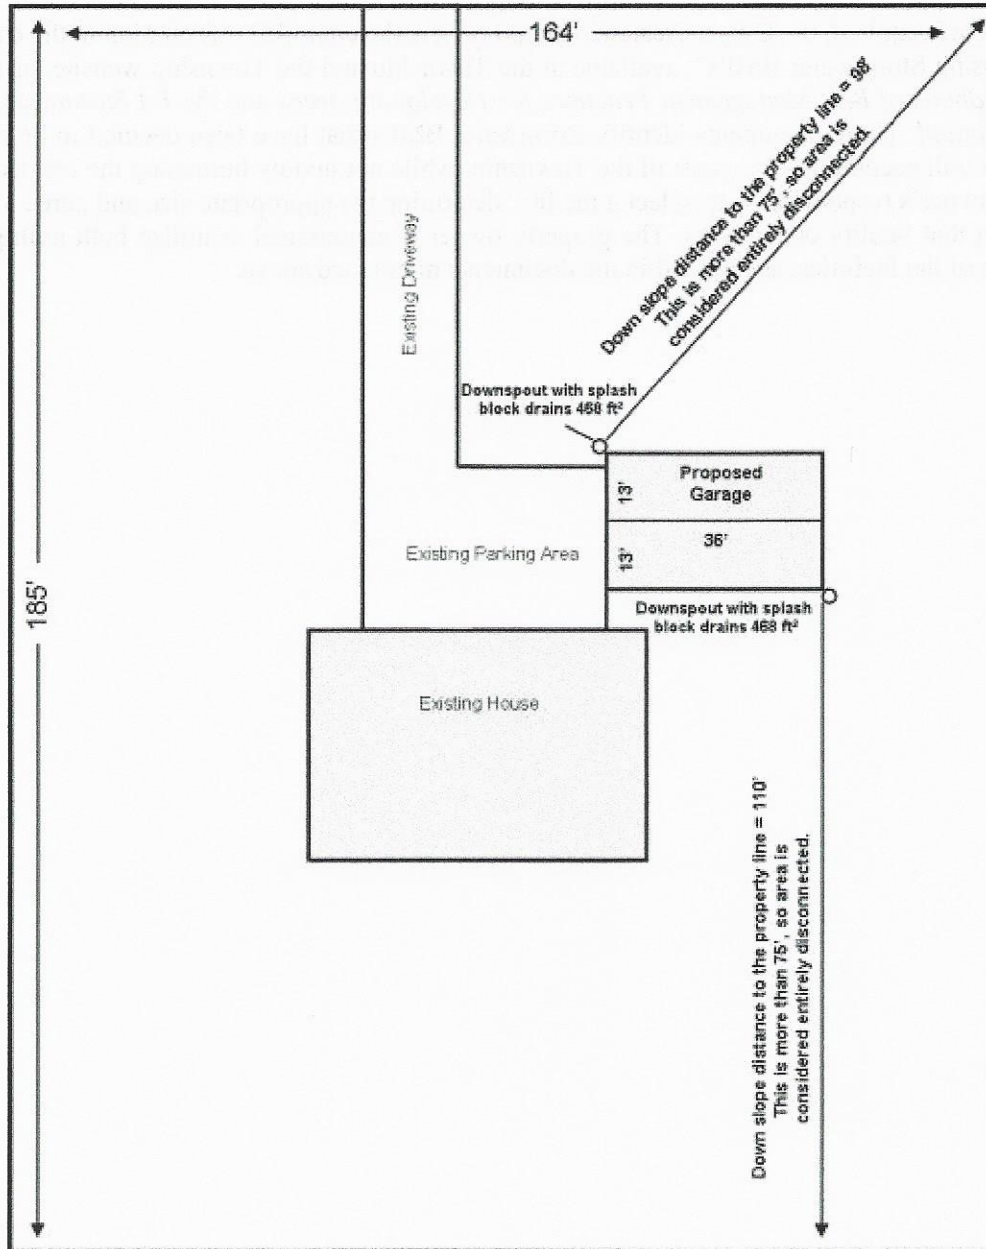 164'
Down slope distance to the property line = 98'
This is more than 75', so area is
considered entirely disconnected.
Existing Driveway
Downspout with splash
block drains 468 ft²
Proposed
Garage
13'
36'
13'
Existing Parking Area
Downspout with splash
block drains 468 ft²
185'
Existing House
Down slope distance to the property line = 110'
This is more than 75', so area is
considered entirely disconnected.